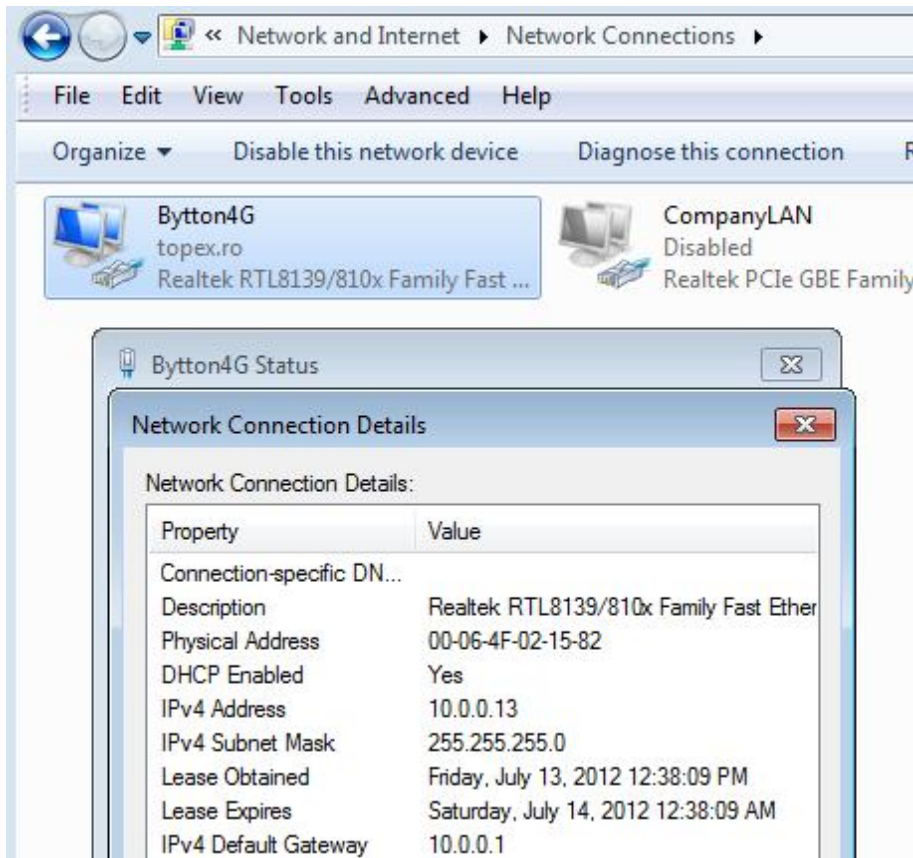 « Network and Internet ▸ Network Connections ▸
File Edit View Tools Advanced Help
Organize ▾ Disable this network device Diagnose this connection
Bytton4G
topex.ro
Realtek RTL8139/810x Family Fast ...
CompanyLAN
Disabled
Realtek PCIe GBE Family
Bytton4G Status
Network Connection Details
Network Connection Details:
Property Value
Connection-specific DN...
Description Realtek RTL8139/810x Family Fast Ether
Physical Address 00-06-4F-02-15-82
DHCP Enabled Yes
IPv4 Address 10.0.0.13
IPv4 Subnet Mask 255.255.255.0
Lease Obtained Friday, July 13, 2012 12:38:09 PM
Lease Expires Saturday, July 14, 2012 12:38:09 AM
IPv4 Default Gateway 10.0.0.1